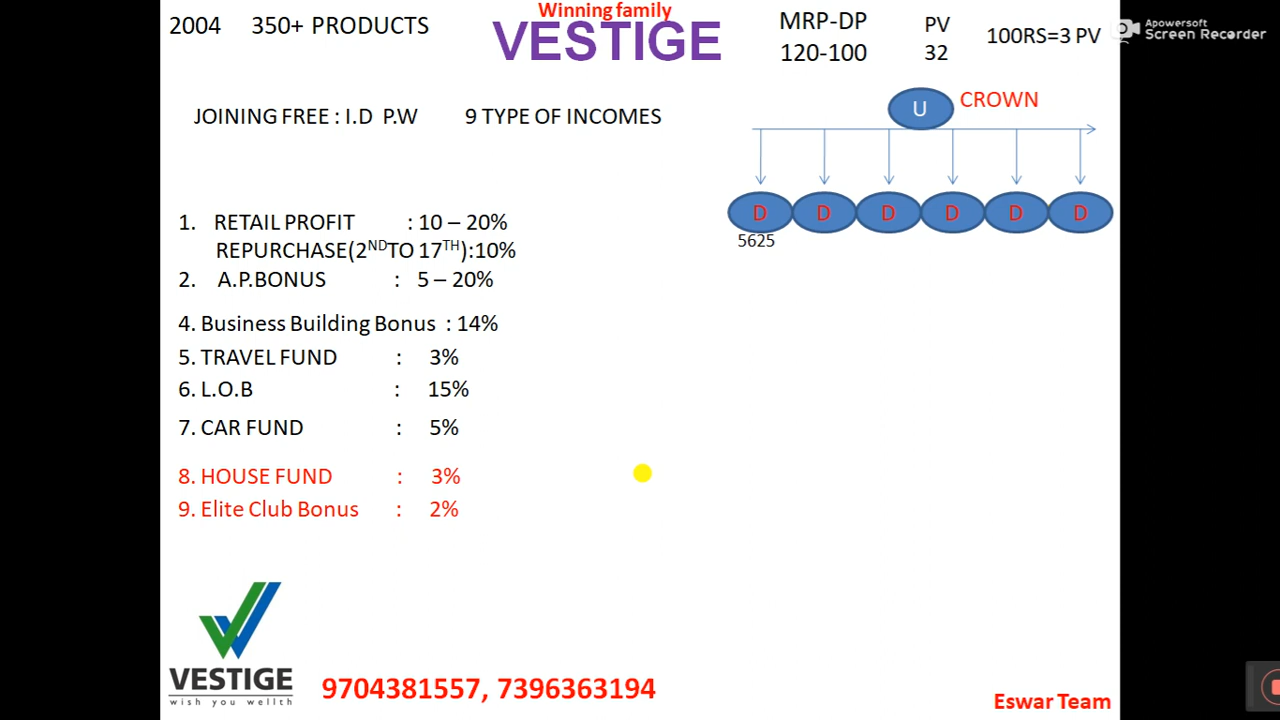 Winning family
2004 350+ PRODUCTS
VESTIGE
MRP-DP
120-100
PV
32
100RS=3 PV
Apowersoft
Screen Recorder
JOINING FREE : I.D P.W 9 TYPE OF INCOMES
U
CROWN
D D D D D D
5625
1. RETAIL PROFIT : 10 – 20%
REPURCHASE(2NDTO 17TH):10%
2. A.P.BONUS : 5 – 20%
4. Business Building Bonus : 14%
5. TRAVEL FUND : 3%
6. L.O.B : 15%
7. CAR FUND : 5%
8. HOUSE FUND : 3%
9. Elite Club Bonus : 2%
VESTIGE
wish you wellth
9704381557, 7396363194
Eswar Team